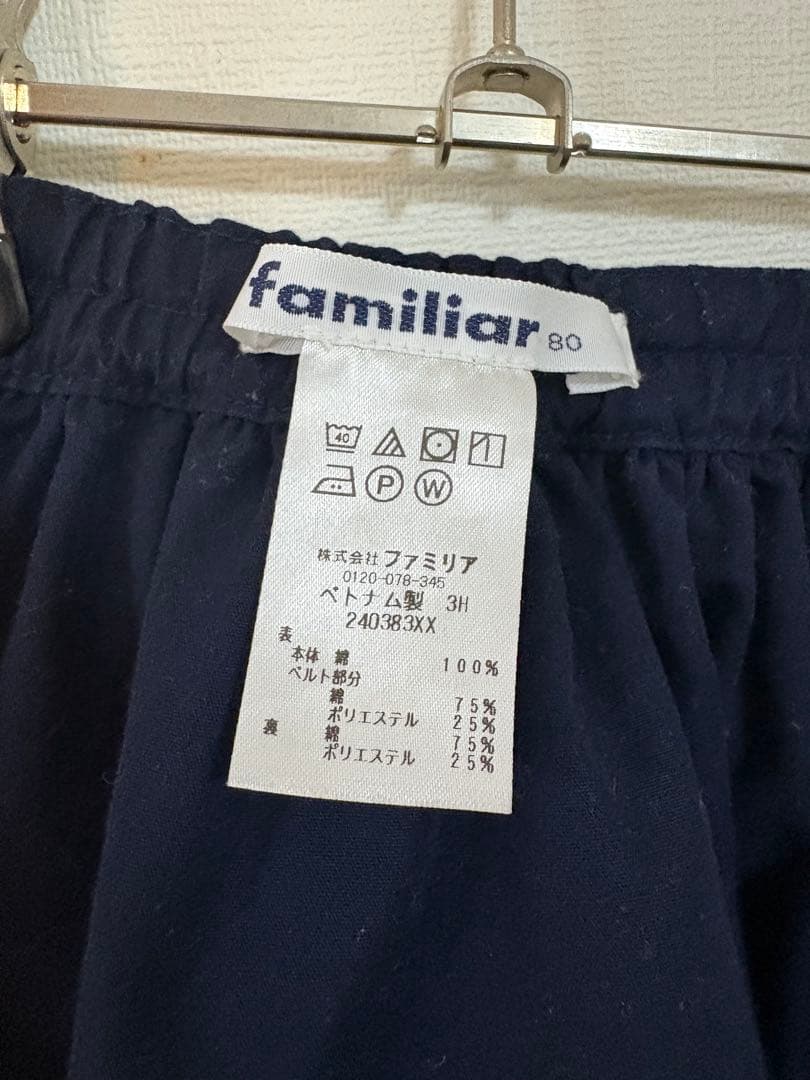 familiar 80
40
P W
株式会社 ファミリア
0120-078-345
ベトナム製 3H
240383XX
表
本体 綿 100%
ベルト部分
綿 75%
ポリエステル 25%
裏 綿 75%
ポリエステル 25%